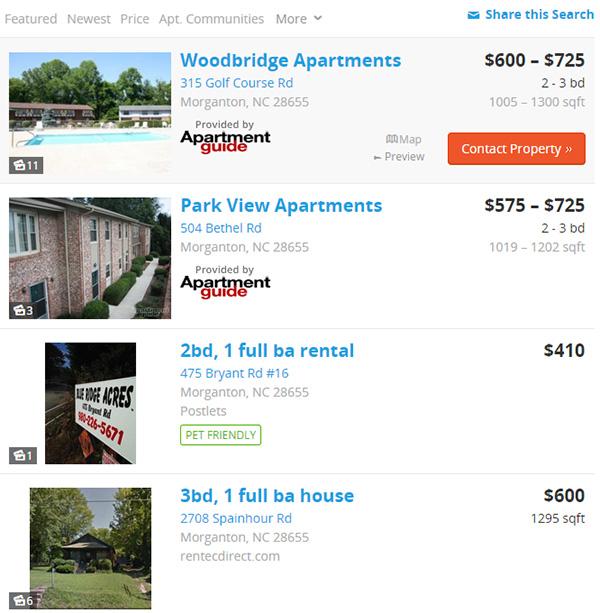 Featured Newest Price Apt. Communities More
Share this Search
Woodbridge Apartments
$600 – $725
315 Golf Course Rd
2 - 3 bd
Morganton, NC 28655
1005 – 1300 sqft
Provided by
Apartment
guide
Map
Preview
Contact Property »
11
Park View Apartments
$575 – $725
504 Bethel Rd
2 - 3 bd
Morganton, NC 28655
1019 – 1202 sqft
Provided by
Apartment
guide
3
2bd, 1 full ba rental
$410
475 Bryant Rd #16
Morganton, NC 28655
Postlets
PET FRIENDLY
BLUE RIDGE ACRES
475 Bryant Rd
980-226-5671
1
3bd, 1 full ba house
$600
2708 Spainhour Rd
1295 sqft
Morganton, NC 28655
rentecdirect.com
6